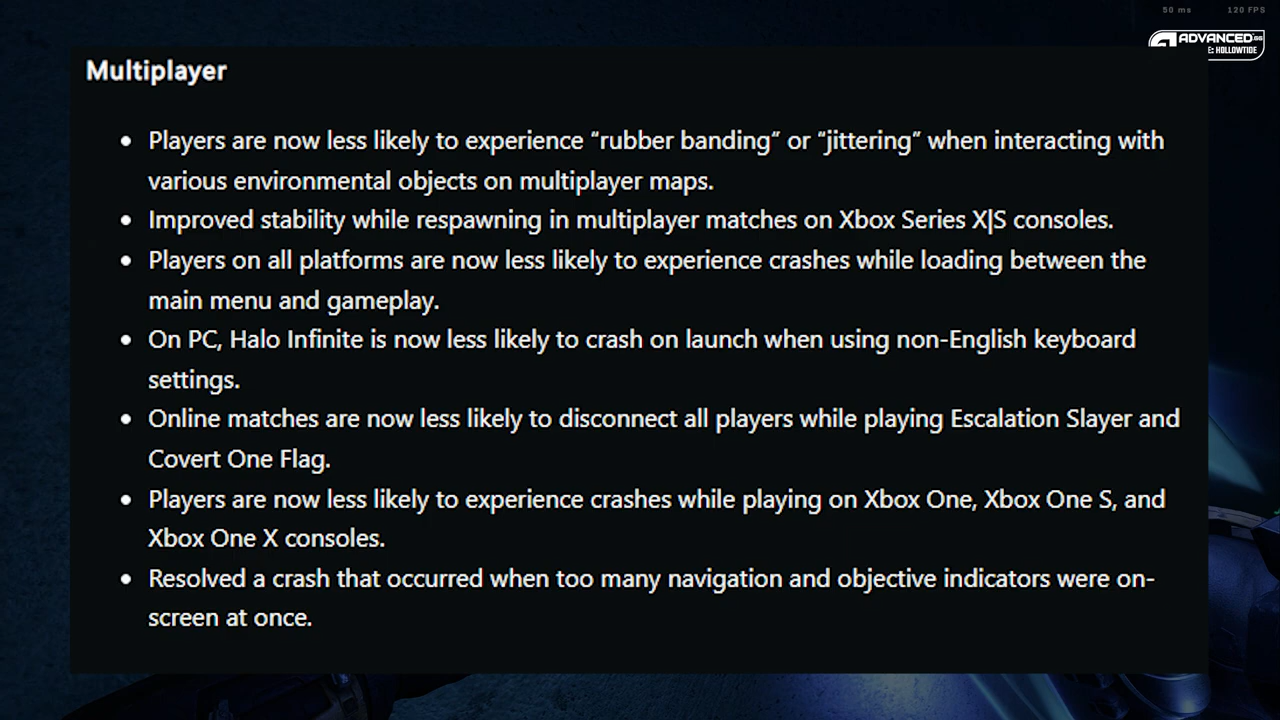 50 ms 120 FPS
ADVANCED.GG
E: HOLLOWTIDE
Multiplayer
• Players are now less likely to experience “rubber banding” or “jittering” when interacting with
various environmental objects on multiplayer maps.
• Improved stability while respawning in multiplayer matches on Xbox Series X|S consoles.
• Players on all platforms are now less likely to experience crashes while loading between the
main menu and gameplay.
• On PC, Halo Infinite is now less likely to crash on launch when using non-English keyboard
settings.
• Online matches are now less likely to disconnect all players while playing Escalation Slayer and
Covert One Flag.
• Players are now less likely to experience crashes while playing on Xbox One, Xbox One S, and
Xbox One X consoles.
• Resolved a crash that occurred when too many navigation and objective indicators were on-
screen at once.